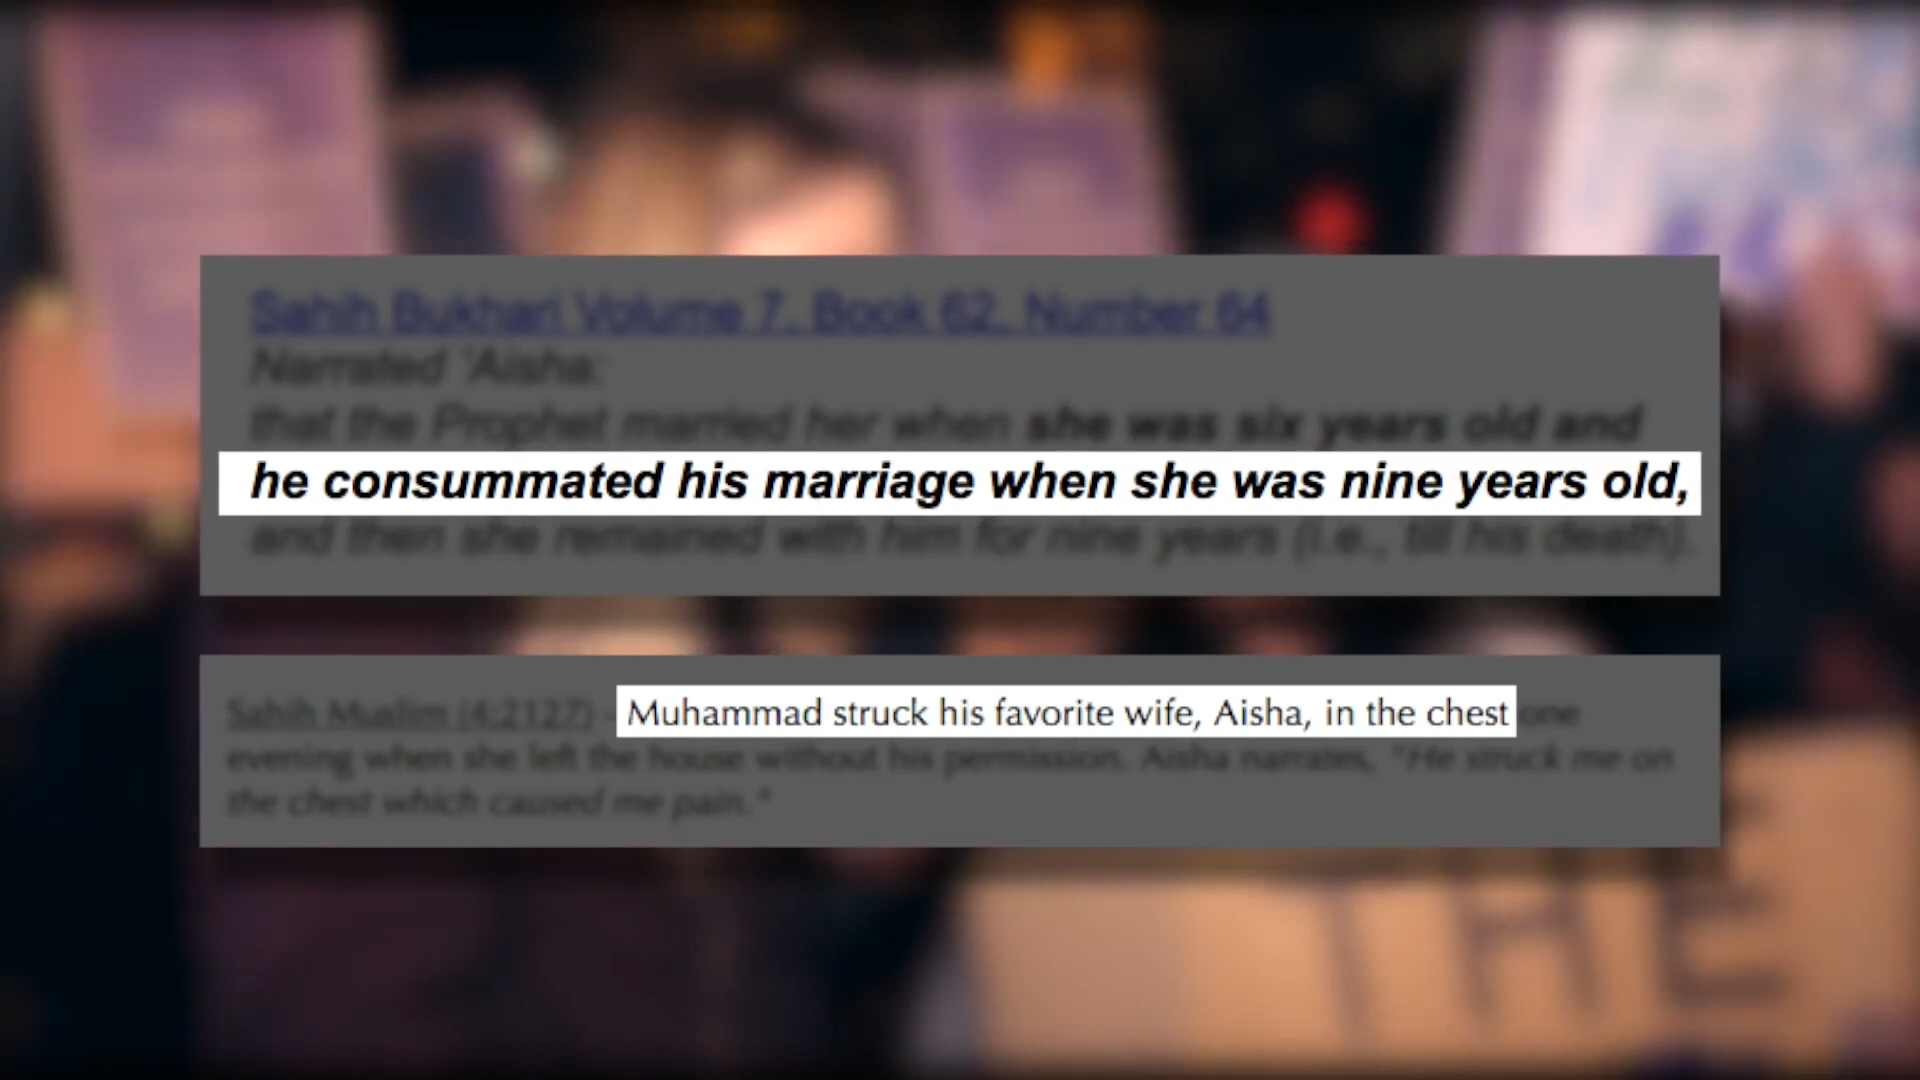 Sahih Bukhari Volume 7, Book 62, Number 64
Narrated 'Aisha:
that the Prophet married her when she was six years old and
he consummated his marriage when she was nine years old,
and then she remained with him for nine years (i.e., till his death).
Sahih Muslim (4:2127) - Muhammad struck his favorite wife, Aisha, in the chest one
evening when she left the house without his permission. Aisha narrates, "He struck me on
the chest which caused me pain."
THE